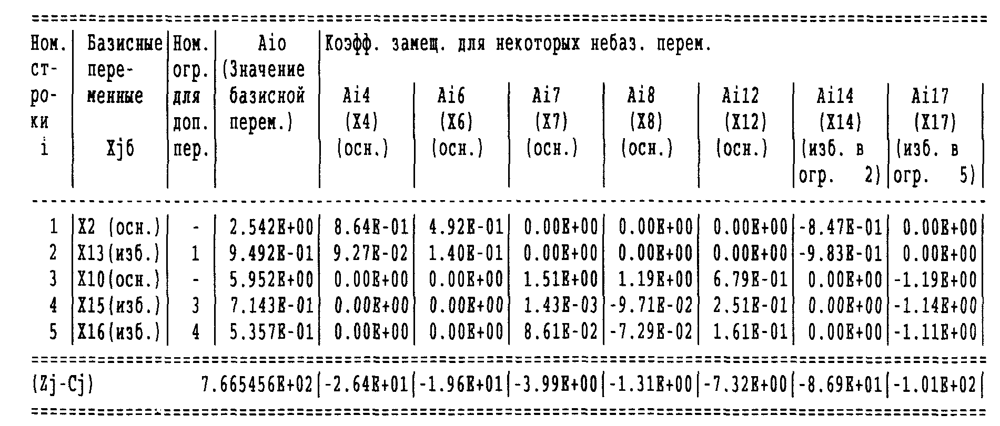 ==========================================================================================
Ном.| Базисные|Ном.| Aio |Коэфф. замещ. для некоторых небаз. перем.
ст- | пере- |огр.|(Значение |
ро- | менные |для | базисной | Ai4 | Ai6 | Ai7 | Ai8 | Ai12 | Ai14 | Ai17 |
ки | |доп.| перем.) | (X4) | (X6) | (X7) | (X8) | (X12) | (X14) | (X17) |
i | Xjб |пер.| | (осн.) | (осн.) | (осн.) | (осн.) | (осн.) |(изб. в |(изб. в |
| | | | | | | | |огр. 2)|огр. 5)|
------------------------------------------------------------------------------------------
1 |X2 (осн.)| - | 2.542E+00| 8.64E-01| 4.92E-01| 0.00E+00| 0.00E+00| 0.00E+00|-8.47E-01| 0.00E+00|
2 |X13(изб.)| 1 | 9.492E-01| 9.27E-02| 1.40E-01| 0.00E+00| 0.00E+00| 0.00E+00|-9.83E-01| 0.00E+00|
3 |X10(осн.)| - | 5.952E+00| 0.00E+00| 0.00E+00| 1.51E+00| 1.19E+00| 6.79E-01| 0.00E+00|-1.19E+00|
4 |X15(изб.)| 3 | 7.143E-01| 0.00E+00| 0.00E+00| 1.43E-03|-9.71E-02| 2.51E-01| 0.00E+00|-1.14E+00|
5 |X16(изб.)| 4 | 5.357E-01| 0.00E+00| 0.00E+00| 8.61E-02|-7.29E-02| 1.61E-01| 0.00E+00|-1.11E+00|
==========================================================================================
(Zj-Cj) 7.665456E+02|-2.64E+01|-1.96E+01|-3.99E+00|-1.31E+00|-7.32E+00|-8.69E+01|-1.01E+02|
==========================================================================================